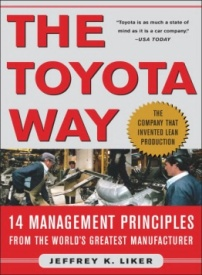 THE
TOYOTA
WAY
"Toyota is as much a state of
mind as it is a car company."
-USA TODAY
THE
COMPANY THAT
INVENTED LEAN
PRODUCTION
14 MANAGEMENT PRINCIPLES
FROM THE WORLD'S GREATEST MANUFACTURER
JEFFREY K. LIKER